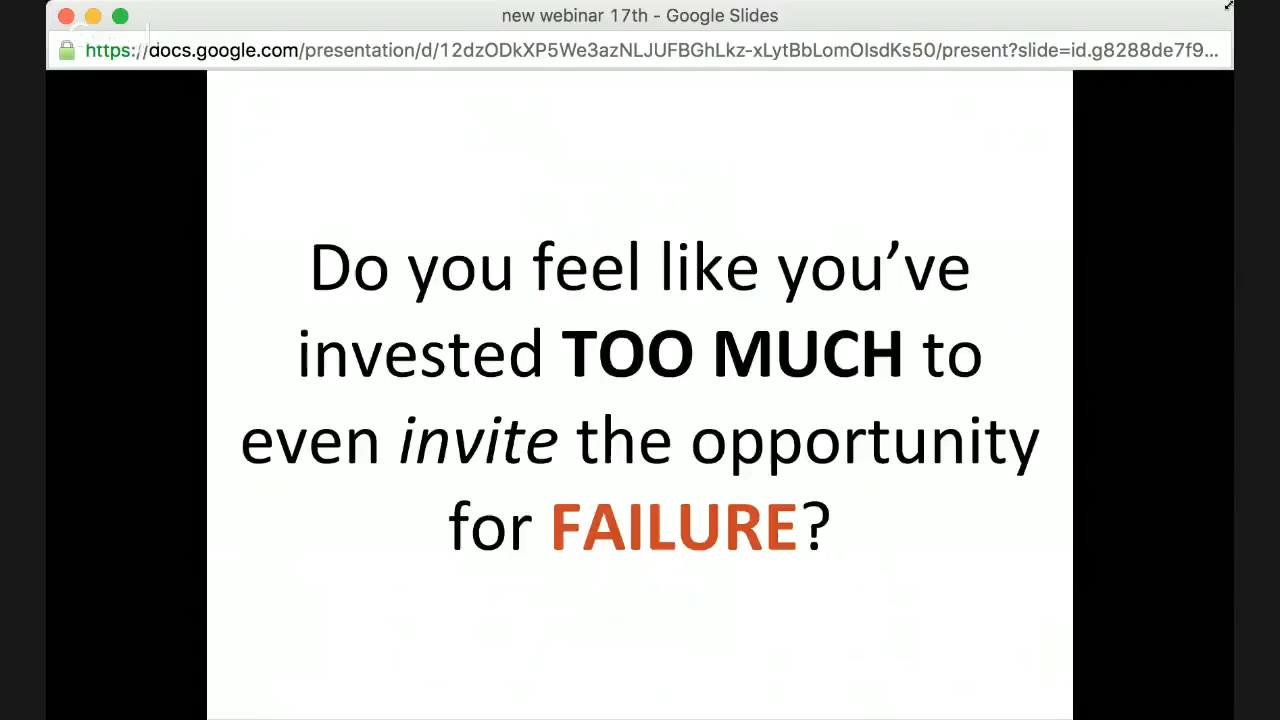 new webinar 17th - Google Slides
https://docs.google.com/presentation/d/12dzODkXP5We3azNLJUFBGhLkz-xLytBbLomOIsdKs50/present?slide=id.g8288de7f9...
Do you feel like you’ve
invested TOO MUCH to
even invite the opportunity
for FAILURE?